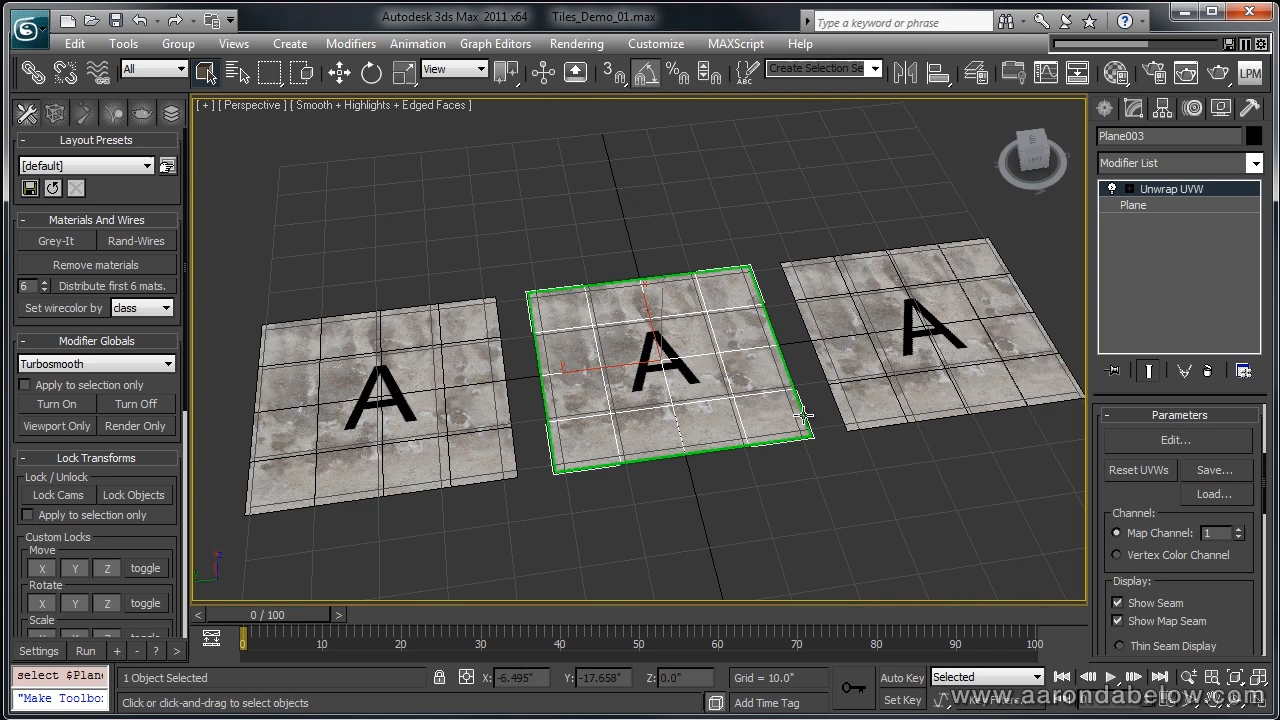 Autodesk 3ds Max 2011 x64 Tiles_Demo_01.max
Type a keyword or phrase
Edit Tools Group Views Create Modifiers Animation Graph Editors Rendering Customize MAXScript Help
All View 3 Create Selection Se LPM
[ + ] [ Perspective ] [ Smooth + Highlights + Edged Faces ]
- Layout Presets
[default]
- Materials And Wires
Grey-It Rand-Wires
Remove materials
6 Distribute first 6 mats.
Set wirecolor by class
- Modifier Globals
Turbosmooth
Apply to selection only
Turn On Turn Off
Viewport Only Render Only
- Lock Transforms
Lock / Unlock
Lock Cams Lock Objects
Apply to selection only
Custom Locks
Move
X Y Z toggle
Rotate
X Y Z toggle
Scale
Settings Run + - ? >
A A A
Plane003
Modifier List
Unwrap UVW
Plane
- Parameters
Edit...
Reset UVWs Save...
Load...
Channel:
Map Channel: 1
Vertex Color Channel
Display:
Show Seam
Show Map Seam
Thin Seam Display
< 0 / 100 >
0 10 20 30 40 50 60 70 80 90 100
select $Plan
"Make Toolbo
1 Object Selected X: -6.495" Y: -17.658" Z: 0.0" Grid = 10.0" Auto Key Selected
Click or click-and-drag to select objects Add Time Tag Set Key Key Filters...
www.aarondabelow.com